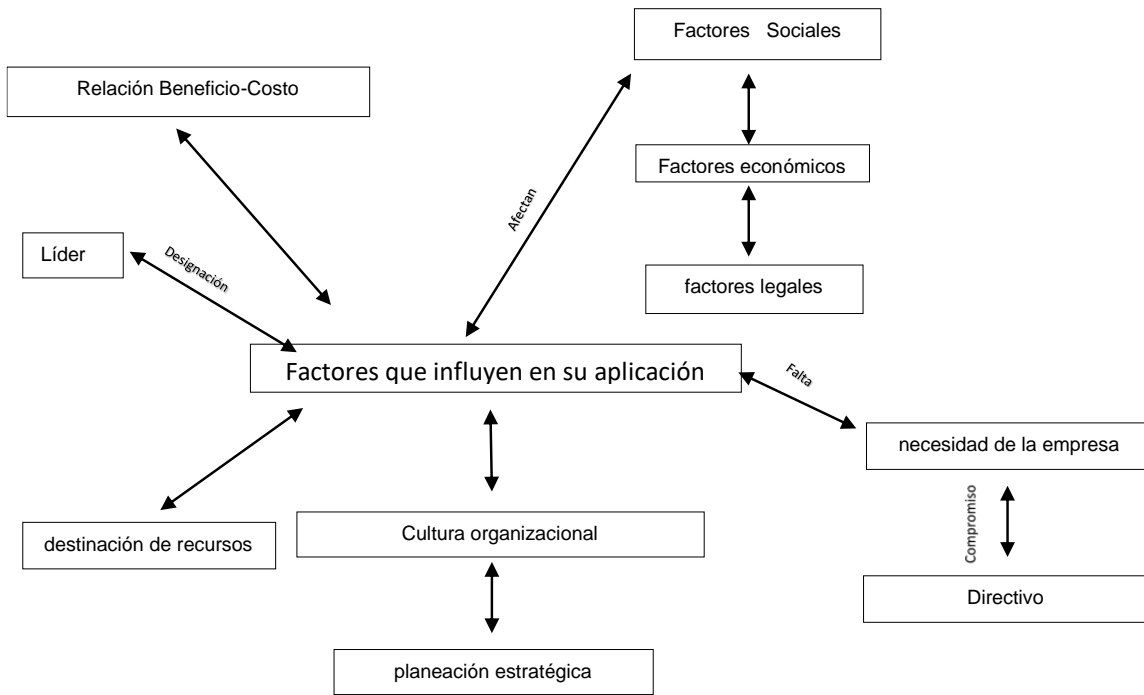 Factores Sociales
Relación Beneficio-Costo
Factores económicos
Afectan
Líder
Designación
factores legales
Factores que influyen en su aplicación
Falta
necesidad de la empresa
Compromiso
destinación de recursos
Cultura organizacional
Directivo
planeación estratégica